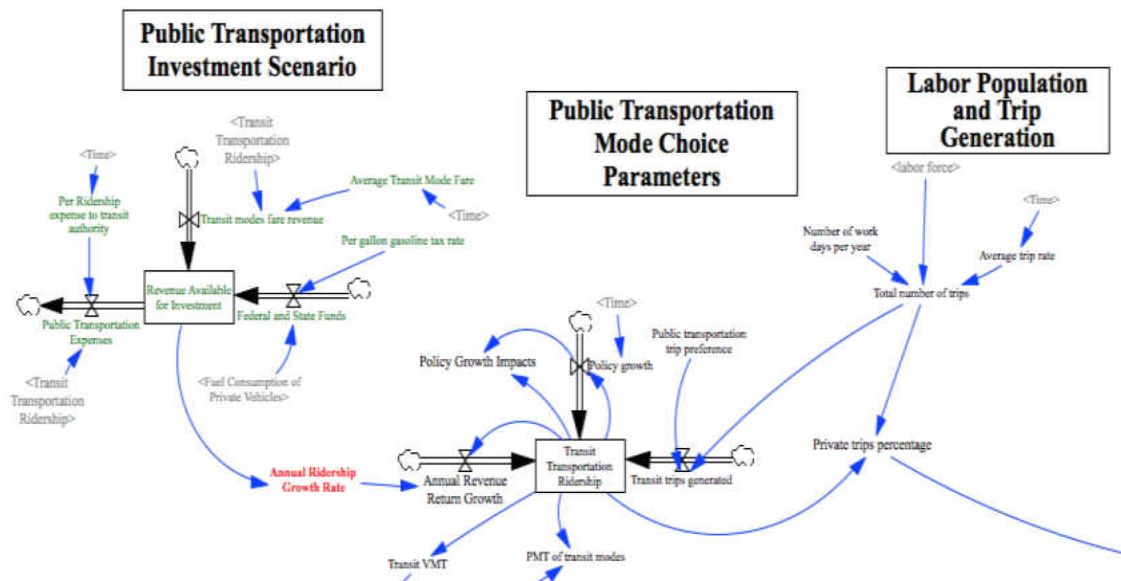 Public Transportation
Investment Scenario
Public Transportation
Mode Choice
Parameters
Labor Population
and Trip
Generation
<Transit
Transportation
Ridership>
<Time>
Average Transit Mode Fare
<Time>
Per Ridership
expense to transit
authority
Transit modes fare revenue
Per gallon gasoline tax rate
Revenue Available
for Investment
Federal and State Funds
Public Transportation
Expenses
<Transit
Transportation
Ridership>
<Fuel Consumption of
Private Vehicles>
Annual Ridership
Growth Rate
<labor force>
<Time>
Number of work
days per year
Average trip rate
Total number of trips
<Time>
Public transportation
trip preference
Policy Growth Impacts
Policy growth
Private trips percentage
Transit
Transportation
Ridership
Annual Revenue
Return Growth
Transit trips generated
Transit VMT
PMT of transit modes